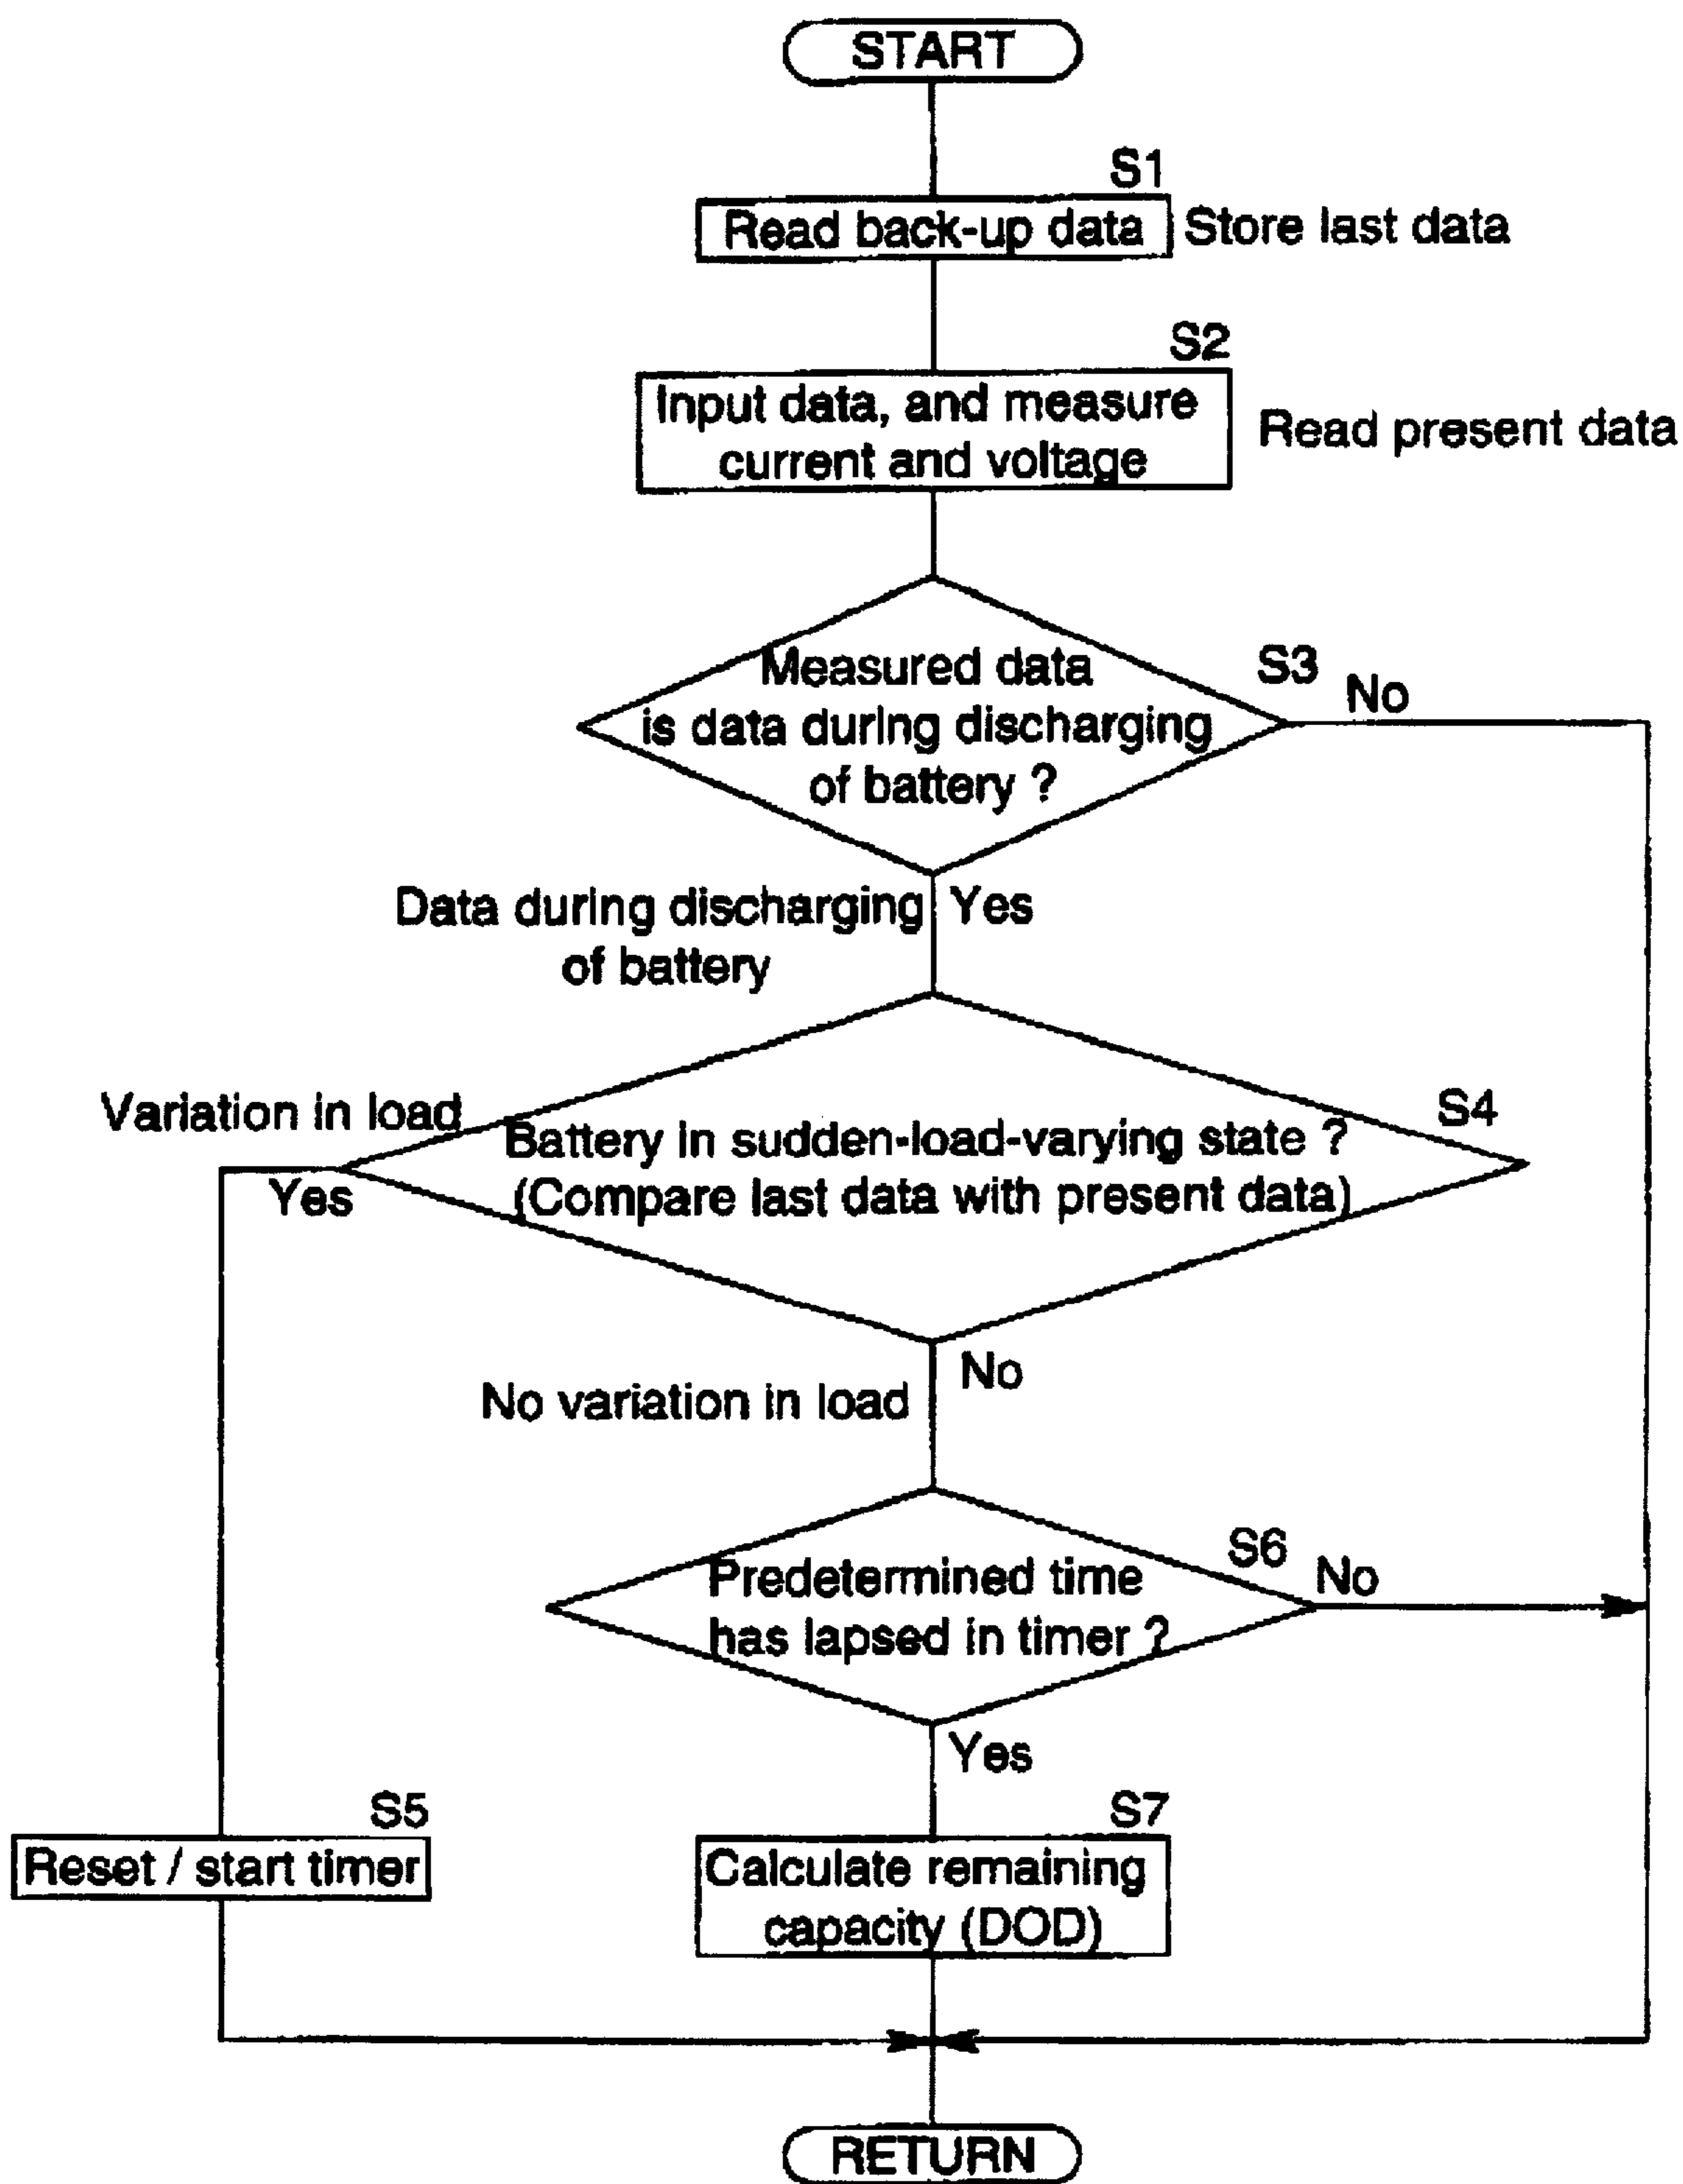 START
S1
Read back-up data
Store last data
S2
Input data, and measure
current and voltage
Read present data
Measured data
is data during discharging
of battery ?
S3
No
Data during discharging
of battery
Yes
Variation in load
Yes
Battery in sudden-load-varying state ?
(Compare last data with present data)
S4
No variation in load
No
Predetermined time
has lapsed in timer ?
S6
No
Yes
S5
Reset / start timer
S7
Calculate remaining
capacity (DOD)
RETURN